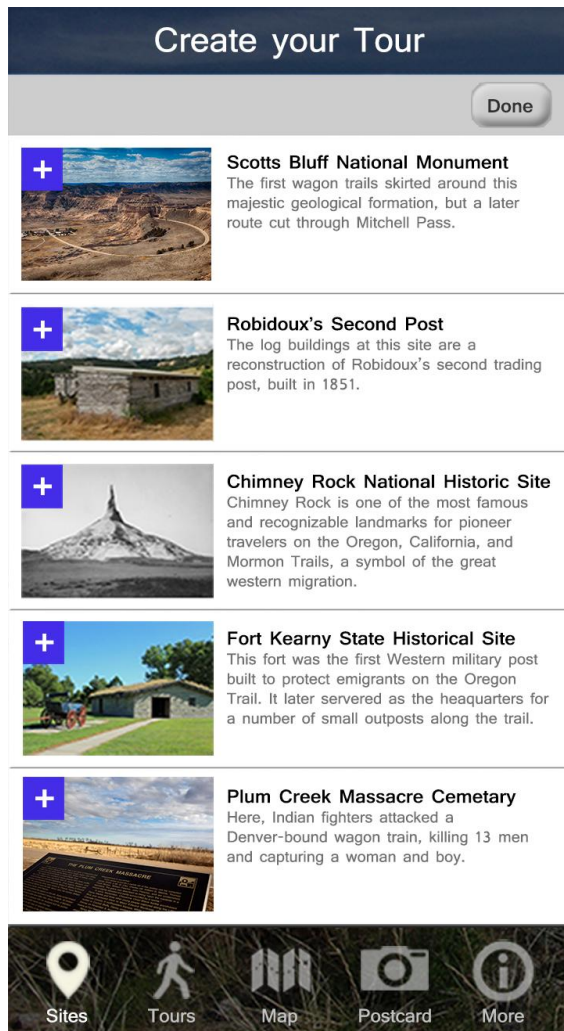 Create your Tour
Done
Scotts Bluff National Monument
The first wagon trails skirted around this
majestic geological formation, but a later
route cut through Mitchell Pass.
Robidoux's Second Post
The log buildings at this site are a
reconstruction of Robidoux's second trading
post, built in 1851.
Chimney Rock National Historic Site
Chimney Rock is one of the most famous
and recognizable landmarks for pioneer
travelers on the Oregon, California, and
Mormon Trails, a symbol of the great
western migration.
Fort Kearny State Historical Site
This fort was the first Western military post
built to protect emigrants on the Oregon
Trail. It later servered as the heaquarters for
a number of small outposts along the trail.
THE PLUM CREEK MASSACRE
Plum Creek Massacre Cemetary
Here, Indian fighters attacked a
Denver-bound wagon train, killing 13 men
and capturing a woman and boy.
Sites
Tours
Map
Postcard
More